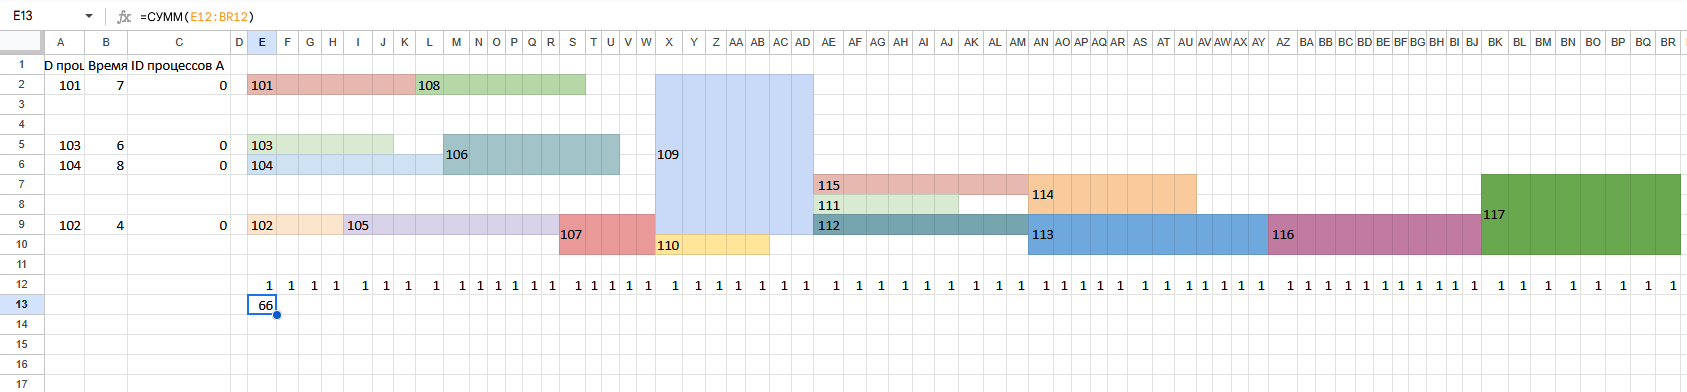 E13 fx =СУММ(E12:BR12)
A B C D E F G H I J K L M N O P Q R S T U V W X Y Z AA AB AC AD AE AF AG AH AI AJ AK AL AM AN AO AP AQ AR AS AT AU AV AW AX AY AZ BA BB BC BD BE BF BG BH BI BJ BK BL BM BN BO BP BQ BR
1 D проц Время ID процессов А
2 101 7 0 101 108
3
4
5 103 6 0 103
106 109
6 104 8 0 104
7 115
114
8 111
117
9 102 4 0 102 105 112
107 113 116
10 110
11
12 1 1 1 1 1 1 1 1 1 1 1 1 1 1 1 1 1 1 1 1 1 1 1 1 1 1 1 1 1 1 1 1 1 1 1 1 1 1 1 1 1 1 1 1 1 1 1 1 1 1 1 1 1 1 1 1 1 1 1 1 1 1 1 1 1 1
13 66
14
15
16
17